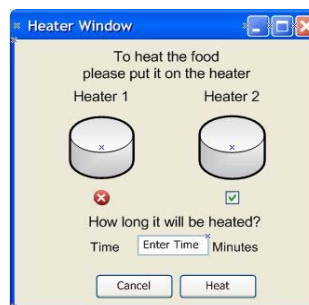 Heater Window
To heat the food
please put it on the heater
Heater 1 Heater 2
How long it will be heated?
Time Enter Time Minutes
Cancel Heat